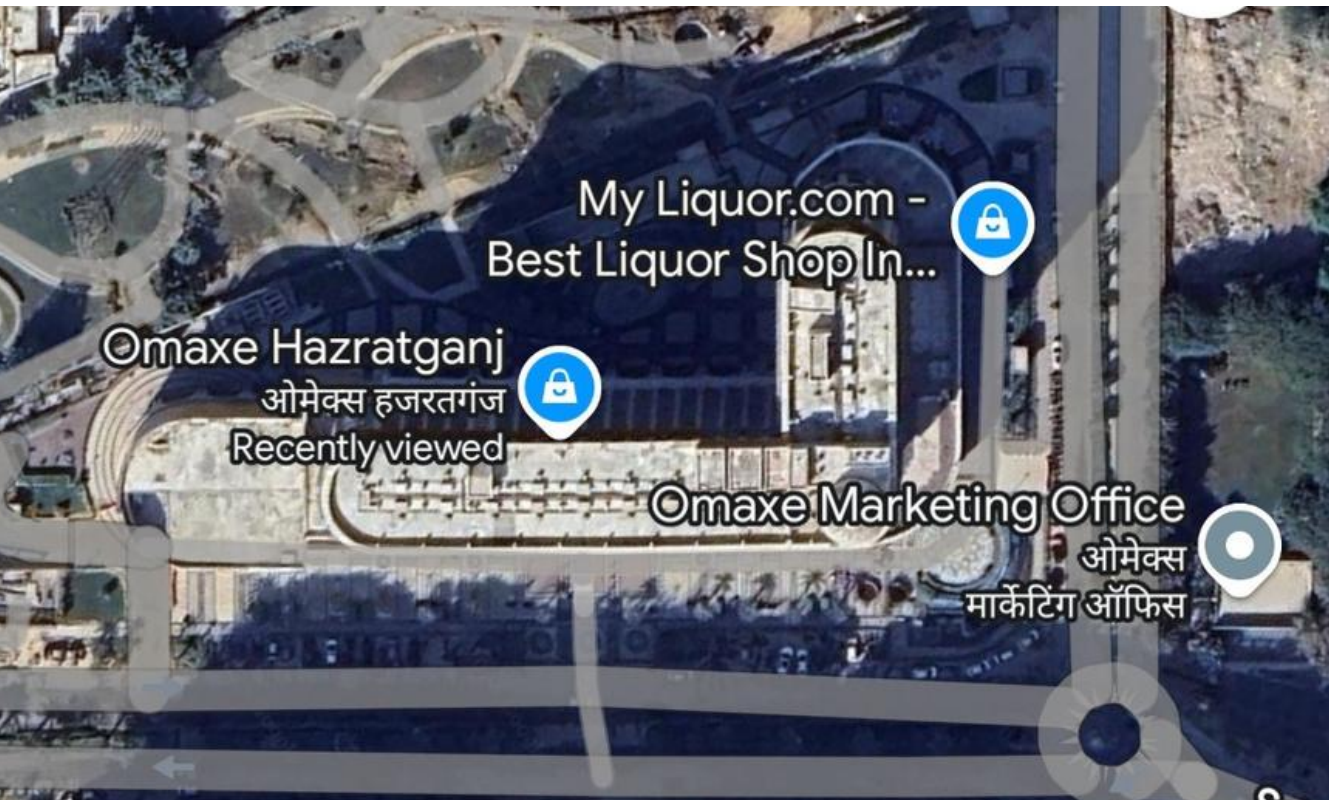 My Liquor.com -
Best Liquor Shop In...
Omaxe Hazratganj
ओमेक्स हजरतगंज
Recently viewed
Omaxe Marketing Office
ओमेक्स
मार्केटिंग ऑफिस